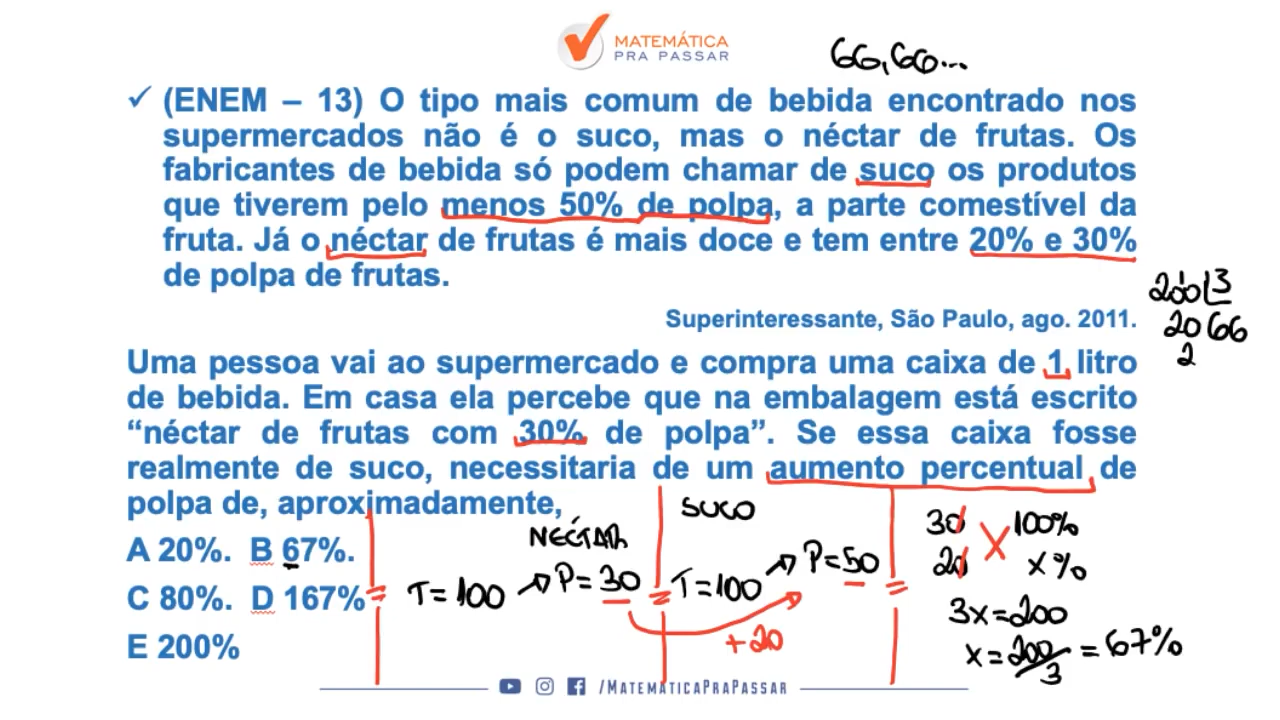 MATEMÁTICA
PRA PASSAR
66,66...
✓ (ENEM – 13) O tipo mais comum de bebida encontrado nos
supermercados não é o suco, mas o néctar de frutas. Os
fabricantes de bebida só podem chamar de suco os produtos
que tiverem pelo menos 50% de polpa, a parte comestível da
fruta. Já o néctar de frutas é mais doce e tem entre 20% e 30%
de polpa de frutas.
Superinteressante, São Paulo, ago. 2011.
200 3
20 66
2
Uma pessoa vai ao supermercado e compra uma caixa de 1 litro
de bebida. Em casa ela percebe que na embalagem está escrito
“néctar de frutas com 30% de polpa”. Se essa caixa fosse
realmente de suco, necessitaria de um aumento percentual de
polpa de, aproximadamente,
A 20%. B 67%.
C 80%. D 167%
E 200%
NÉCTAR
T=100 → P=30
SUCO
T=100 → P=50
+20
30 100%
20 x%
3x=200
x=200/3 = 67%
/MatematicaPraPassar